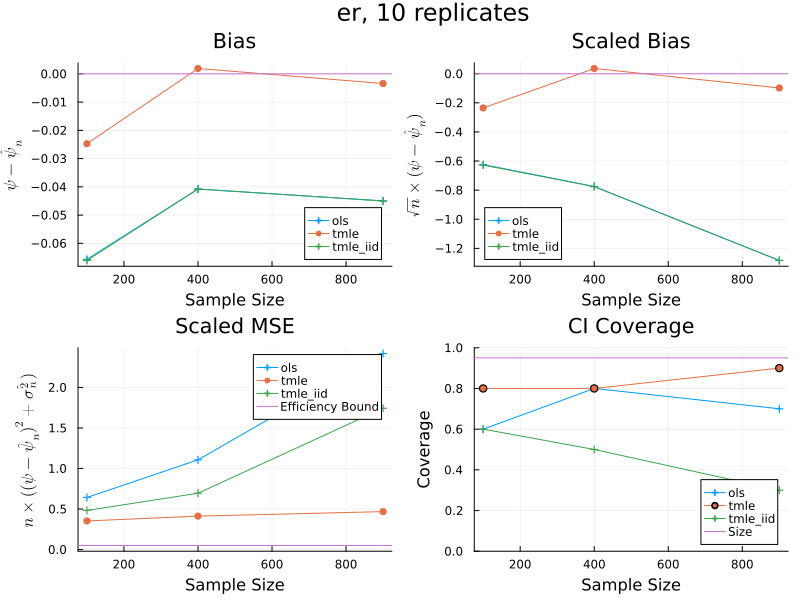 er, 10 replicates
Bias
0.00
−0.01
−0.02
−0.03
−0.04
−0.05
−0.06
ψ − ψ̂ₙ
200 400 600 800
Sample Size
ols
tmle
tmle_iid
Scaled Bias
0.0
−0.2
−0.4
−0.6
−0.8
−1.0
−1.2
√n × (ψ − ψ̂ₙ)
200 400 600 800
Sample Size
ols
tmle
tmle_iid
Scaled MSE
2.0
1.5
1.0
0.5
0.0
n × ((ψ − ψ̂ₙ)² + σ̂²ₙ)
200 400 600 800
Sample Size
ols
tmle
tmle_iid
Efficiency Bound
CI Coverage
1.0
0.8
0.6
0.4
0.2
0.0
Coverage
200 400 600 800
Sample Size
ols
tmle
tmle_iid
Size